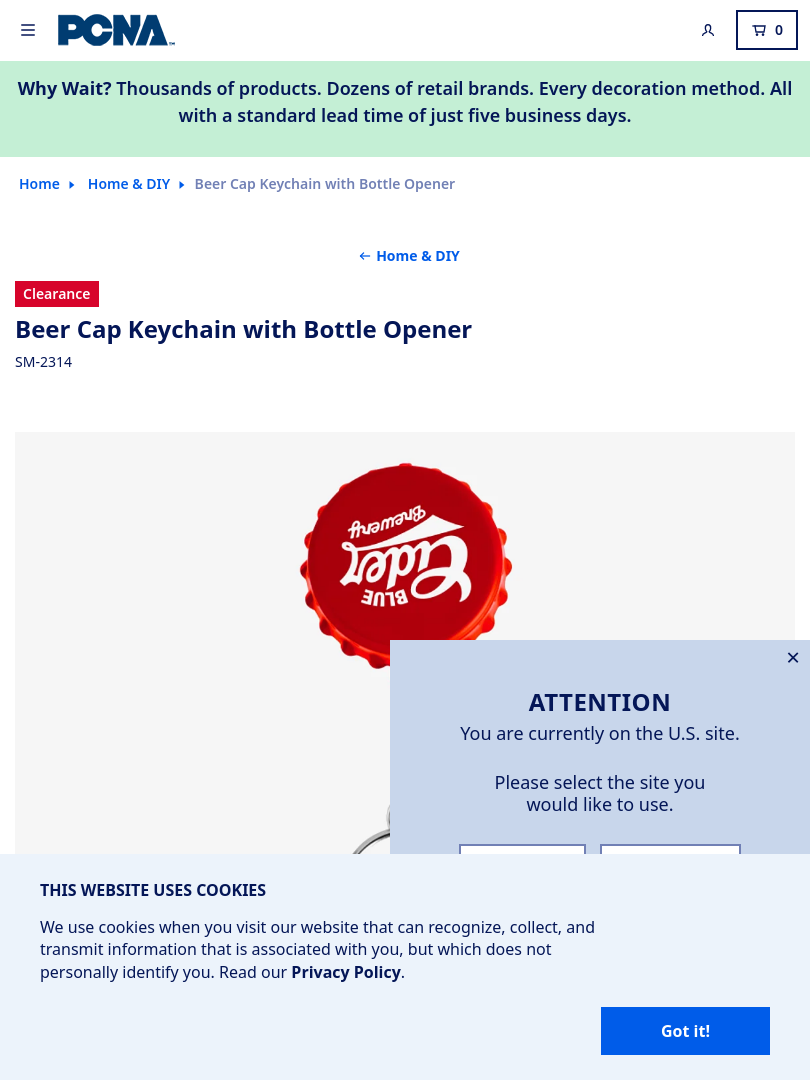 PCNA
0
Why Wait? Thousands of products. Dozens of retail brands. Every decoration method. All
with a standard lead time of just five business days.
Home Home & DIY Beer Cap Keychain with Bottle Opener
Home & DIY
Clearance
Beer Cap Keychain with Bottle Opener
SM-2314
Brewery
Cider
BLUE
ATTENTION
You are currently on the U.S. site.
Please select the site you
would like to use.
THIS WEBSITE USES COOKIES
We use cookies when you visit our website that can recognize, collect, and
transmit information that is associated with you, but which does not
personally identify you. Read our Privacy Policy.
Got it!